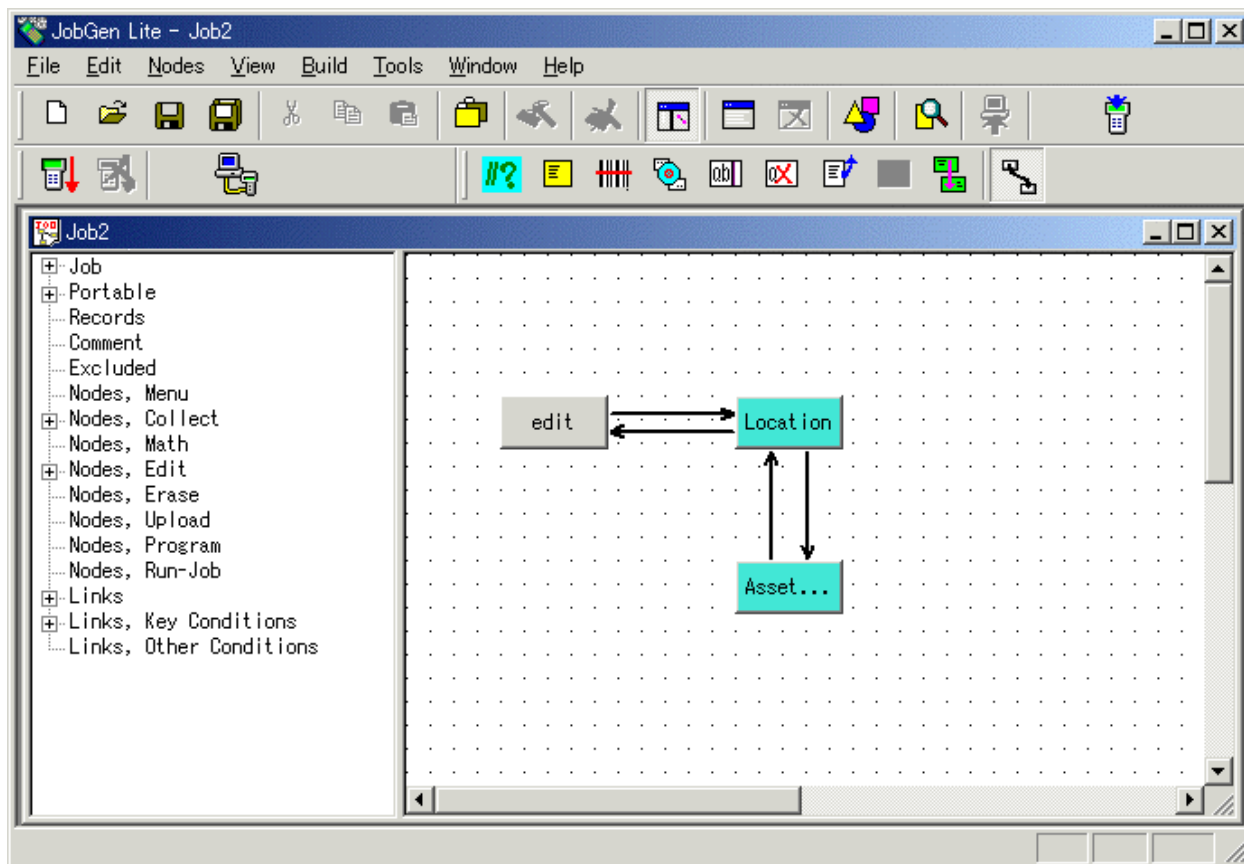 JobGen Lite - Job2
File Edit Nodes View Build Tools Window Help
Job2
Job
Portable
Records
Comment
Excluded
Nodes, Menu
Nodes, Collect
Nodes, Math
Nodes, Edit
Nodes, Erase
Nodes, Upload
Nodes, Program
Nodes, Run-Job
Links
Links, Key Conditions
Links, Other Conditions
edit
Location
Asset...